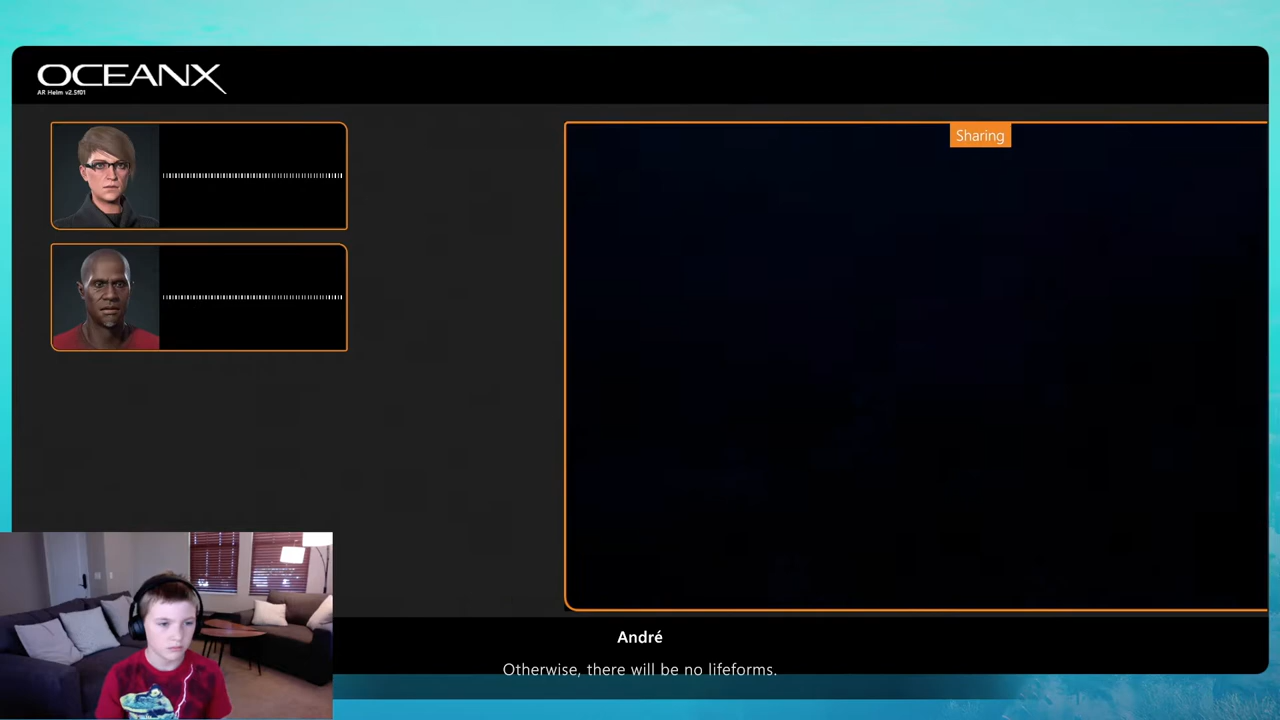 OCEANX
AR Helm v2.5f01
Sharing
André
Otherwise, there will be no lifeforms.